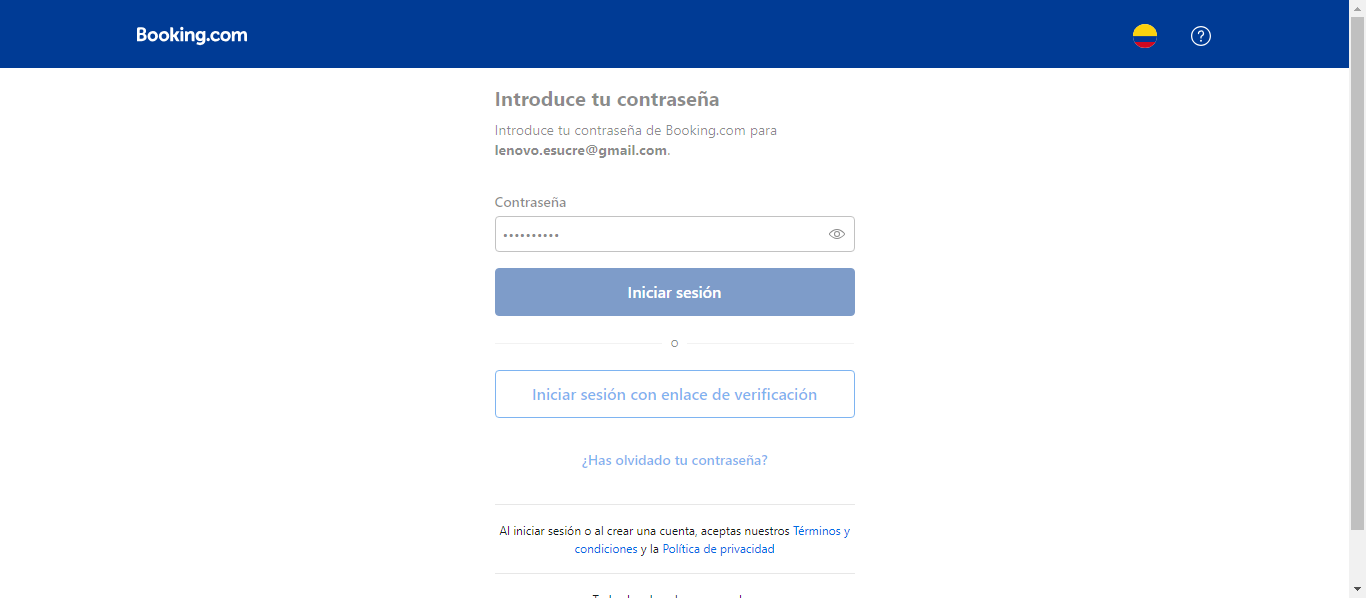 Booking.com
Introduce tu contraseña
Introduce tu contraseña de Booking.com para
lenovo.esucre@gmail.com.
Contraseña
••••••••••
Iniciar sesión
o
Iniciar sesión con enlace de verificación
¿Has olvidado tu contraseña?
Al iniciar sesión o al crear una cuenta, aceptas nuestros Términos y
condiciones y la Política de privacidad